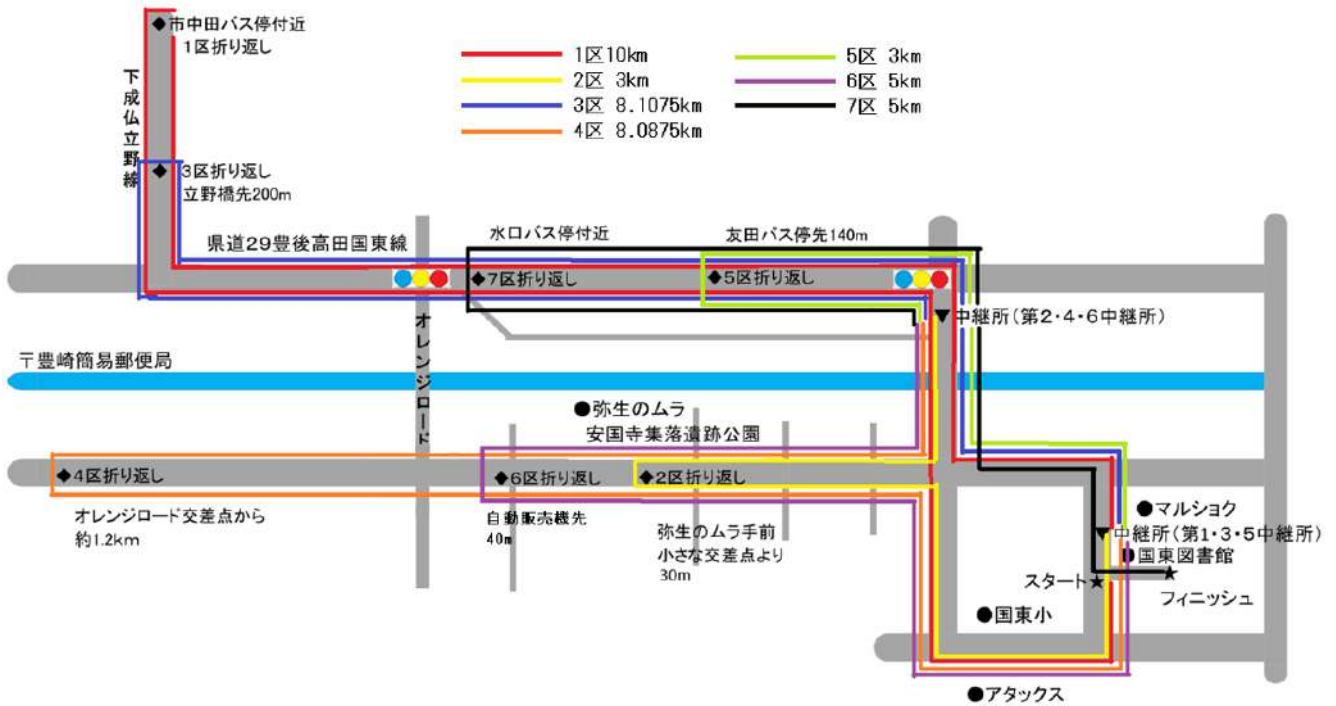 ◆市中田バス停付近
1区折り返し
1区10km
2区 3km
3区 8.1075km
4区 8.0875km
5区 3km
6区 5km
7区 5km
下成仏立野線
◆3区折り返し
立野橋先200m
県道29豊後高田国東線
水口バス停付近
友田バス停先140m
◆7区折り返し
◆5区折り返し
▼中継所(第2・4・6中継所)
オレンジロード
〒豊崎簡易郵便局
●弥生のムラ
安国寺集落遺跡公園
◆4区折り返し
◆6区折り返し
◆2区折り返し
オレンジロード交差点から
約1.2km
自動販売機先
40m
弥生のムラ手前
小さな交差点より
30m
●マルショク
▼中継所(第1・3・5中継所)
●国東図書館
スタート★
★
フィニッシュ
●国東小
●アタックス